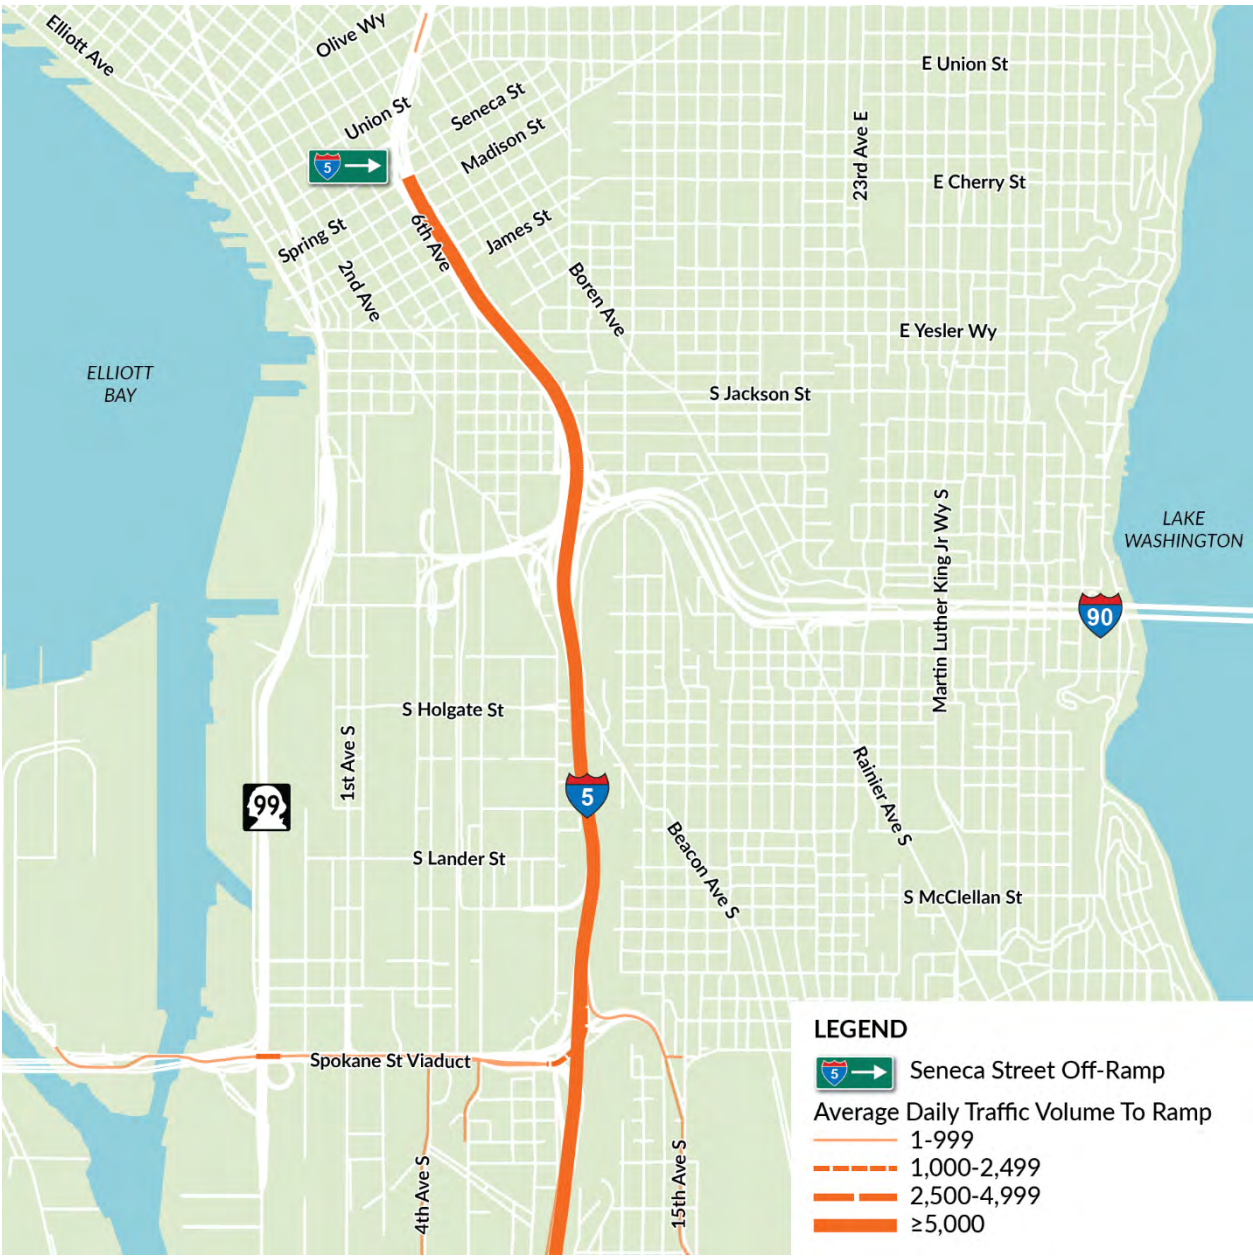 Elliott Ave
Olive Wy
E Union St
Seneca St
Union St
Madison St
23rd Ave E
5
E Cherry St
Spring St
6th Ave
James St
2nd Ave
Boren Ave
E Yesler Wy
ELLIOTT
BAY
S Jackson St
LAKE
WASHINGTON
Martin Luther King Jr Wy S
90
S Holgate St
1st Ave S
Rainier Ave S
5
99
S Lander St
Beacon Ave S
S McClellan St
Spokane St Viaduct
4th Ave S
15th Ave S
LEGEND
5
Seneca Street Off-Ramp
Average Daily Traffic Volume To Ramp
1-999
1,000-2,499
2,500-4,999
≥5,000